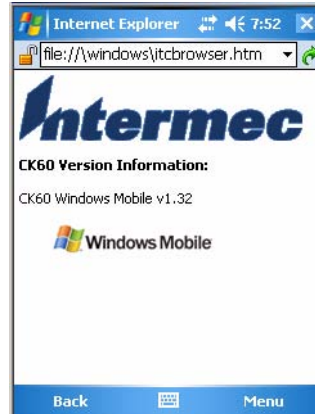 Internet Explorer 7:52
file://\windows\itcbrowser.htm
Intermec
CK60 Version Information:
CK60 Windows Mobile v1.32
Windows Mobile
Back Menu